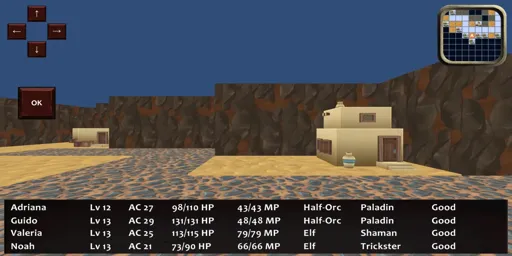 OK
Adriana Lv 12 AC 27 98/110 HP 43/43 MP Half-Orc Paladin Good
Guido Lv 13 AC 29 131/131 HP 48/48 MP Half-Orc Paladin Good
Valeria Lv 13 AC 25 113/115 HP 79/79 MP Elf Shaman Good
Noah Lv 13 AC 21 73/90 HP 66/66 MP Elf Trickster Good